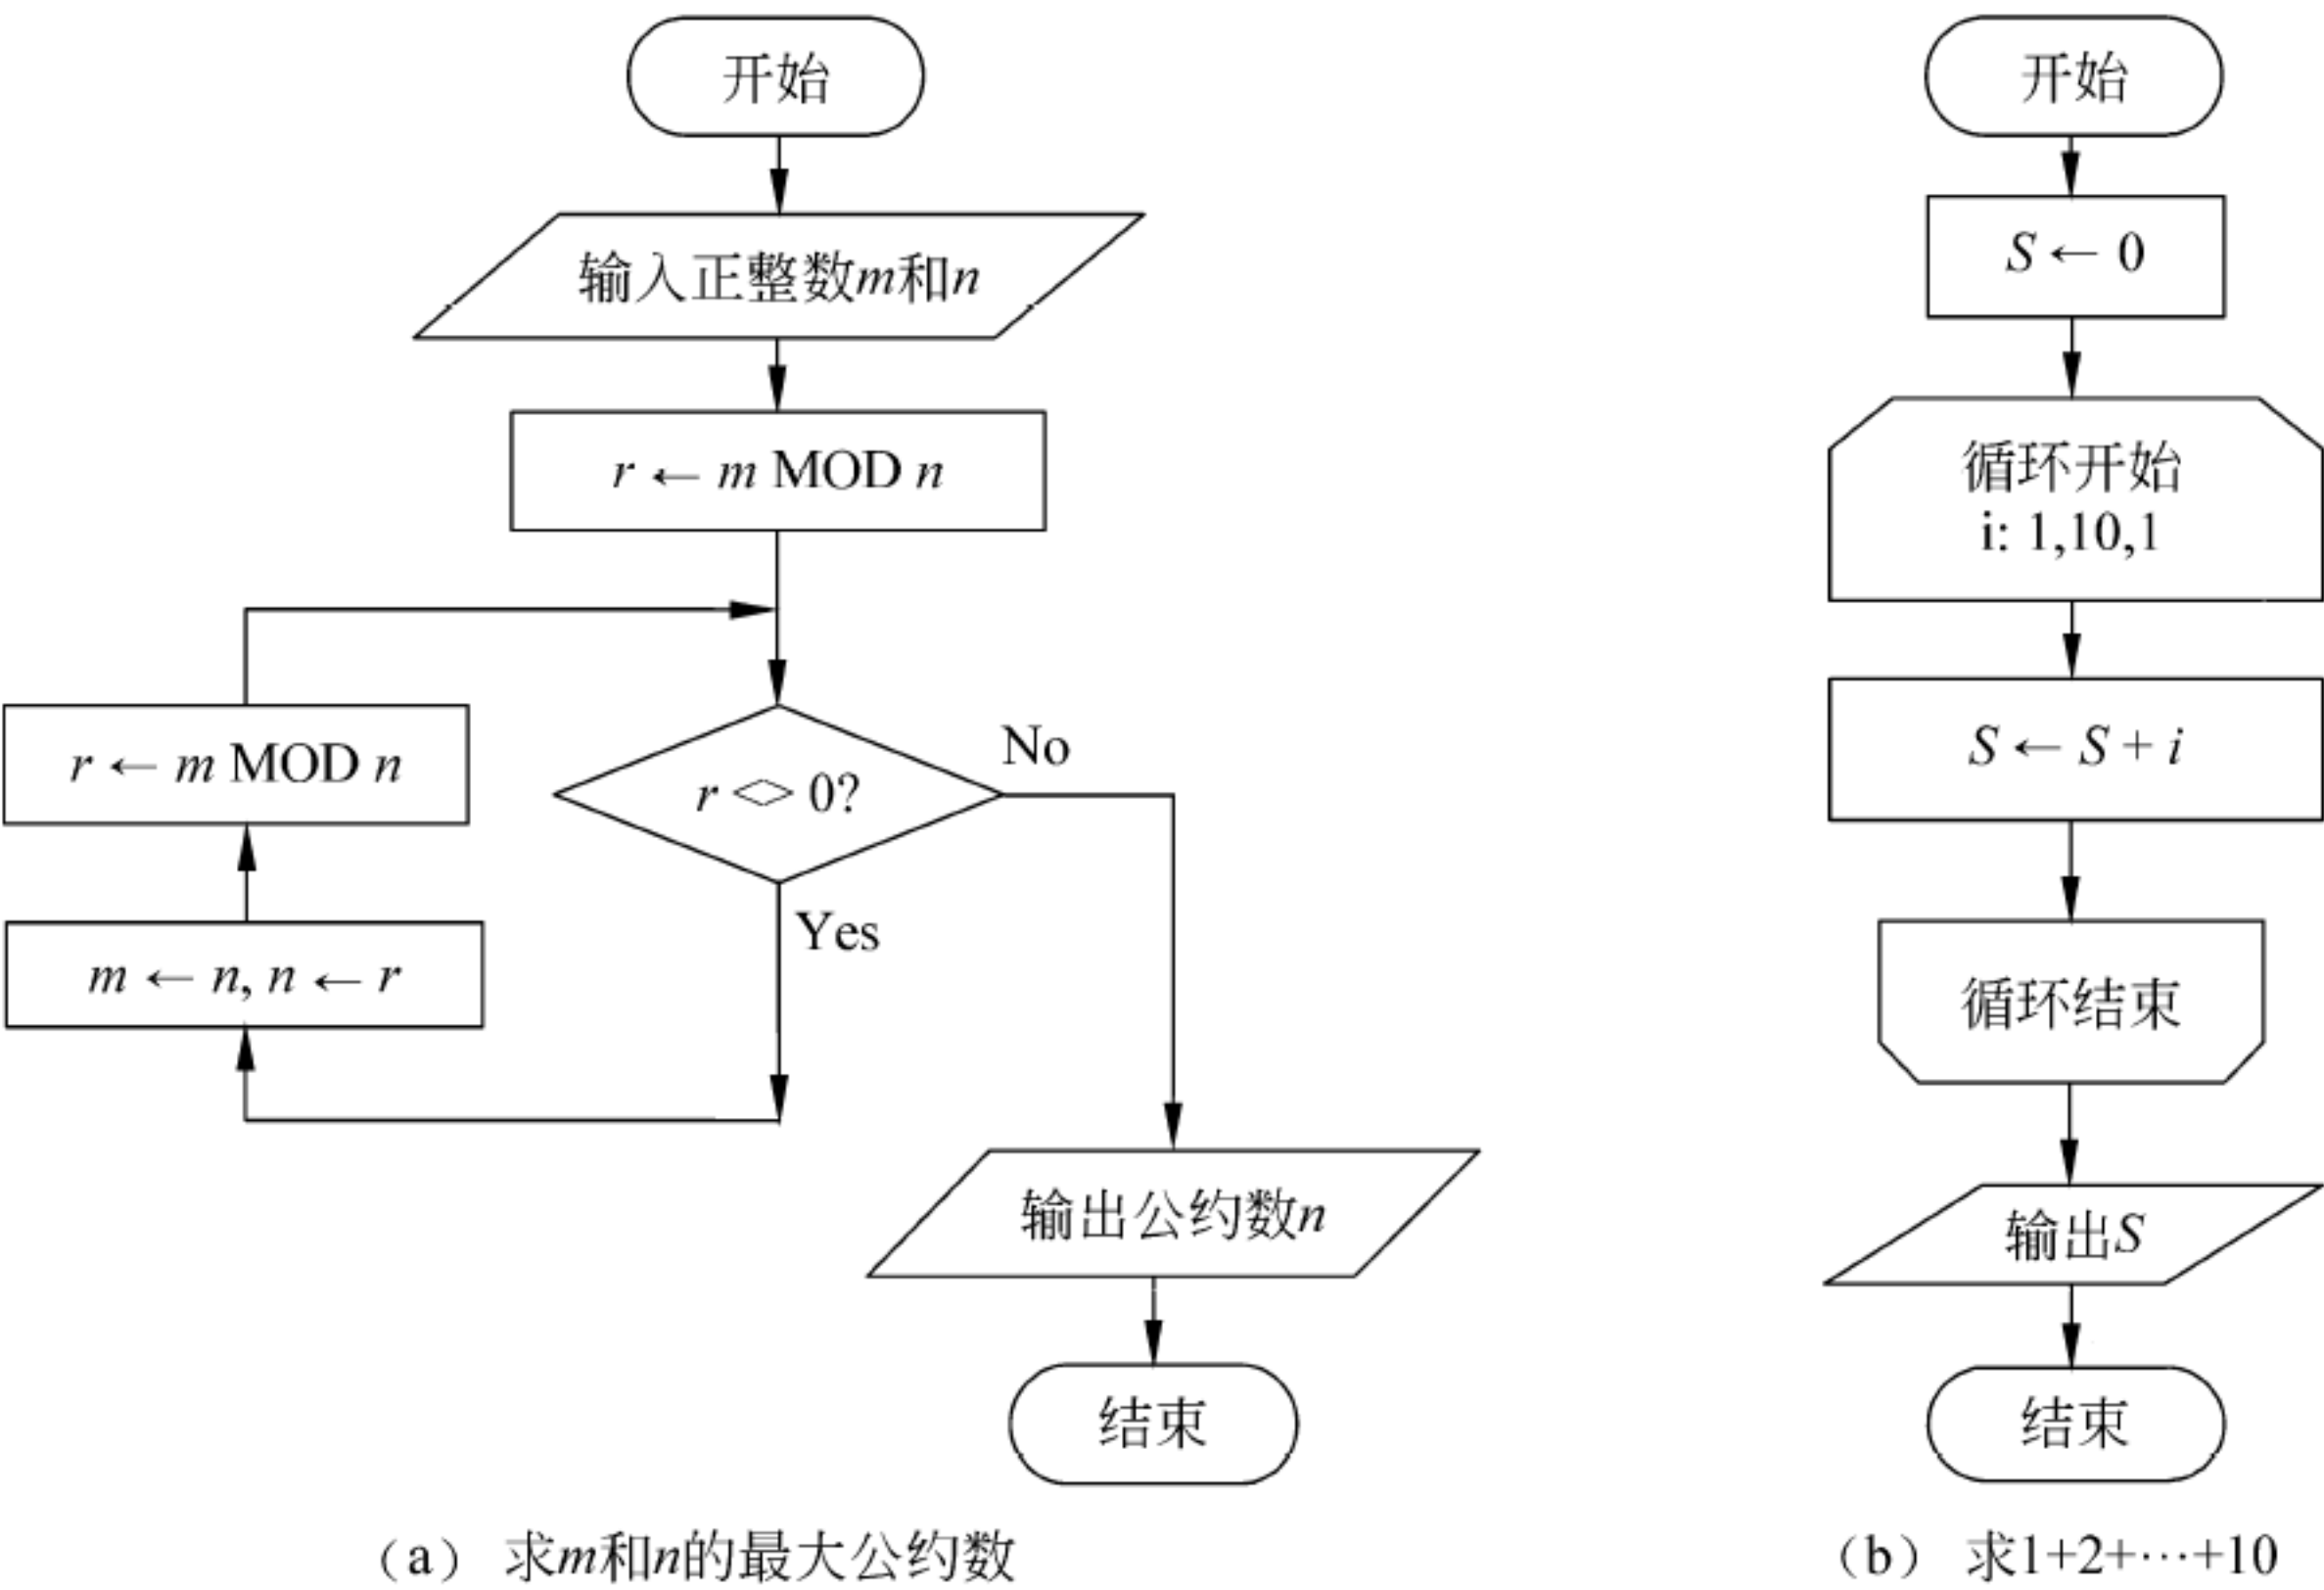 开始
输入正整数m和n
r ← m MOD n
r ← m MOD n
r <> 0?
No
Yes
m ← n, n ← r
输出公约数n
结束
(a) 求m和n的最大公约数
开始
S ← 0
循环开始
i: 1,10,1
S ← S + i
循环结束
输出S
结束
(b) 求1+2+…+10